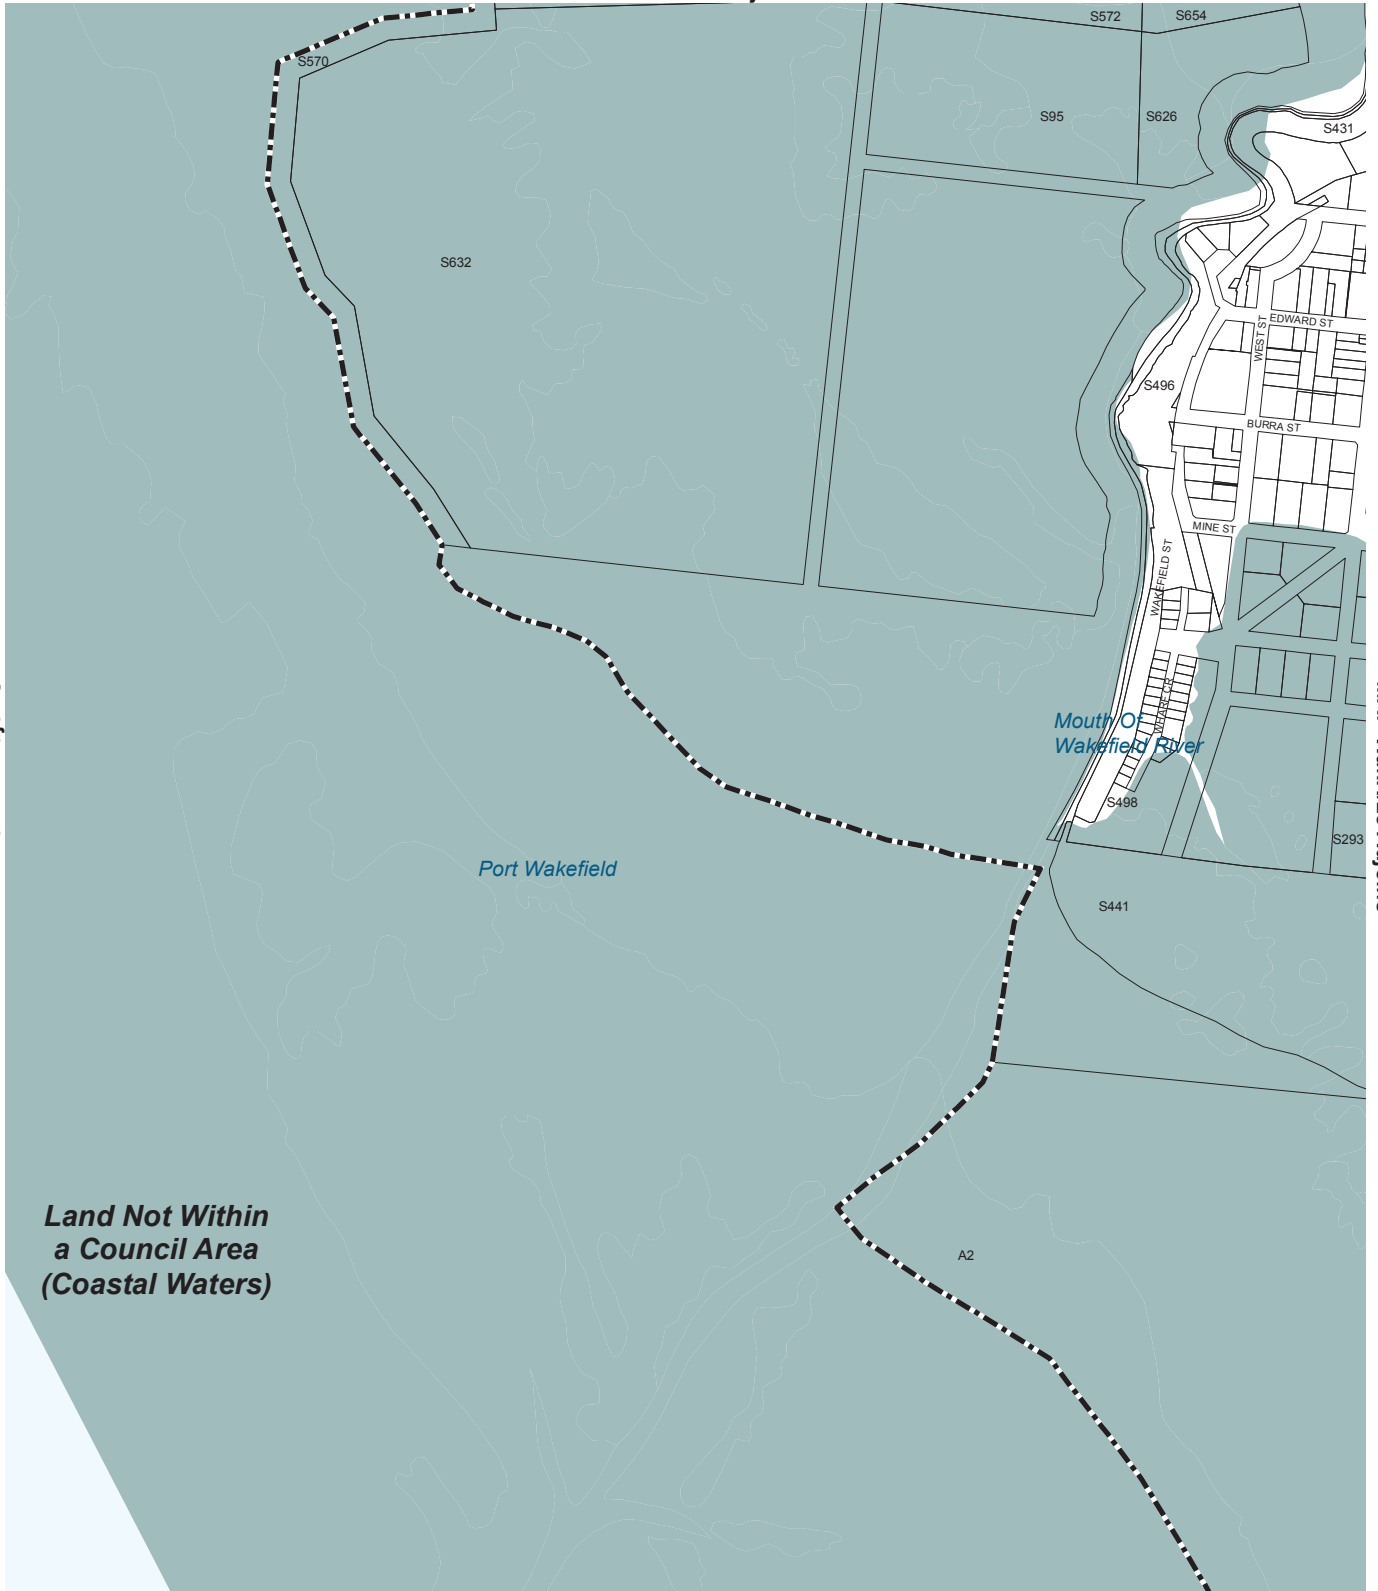 S572
S654
S570
S95
S626
S431
S632
EDWARD ST
WEST ST
S496
BURRA ST
MINE ST
WAKEFIELD ST
WHARF CR
Mouth Of
Wakefield River
S498
S293
Port Wakefield
S441
Land Not Within
a Council Area
(Coastal Waters)
A2